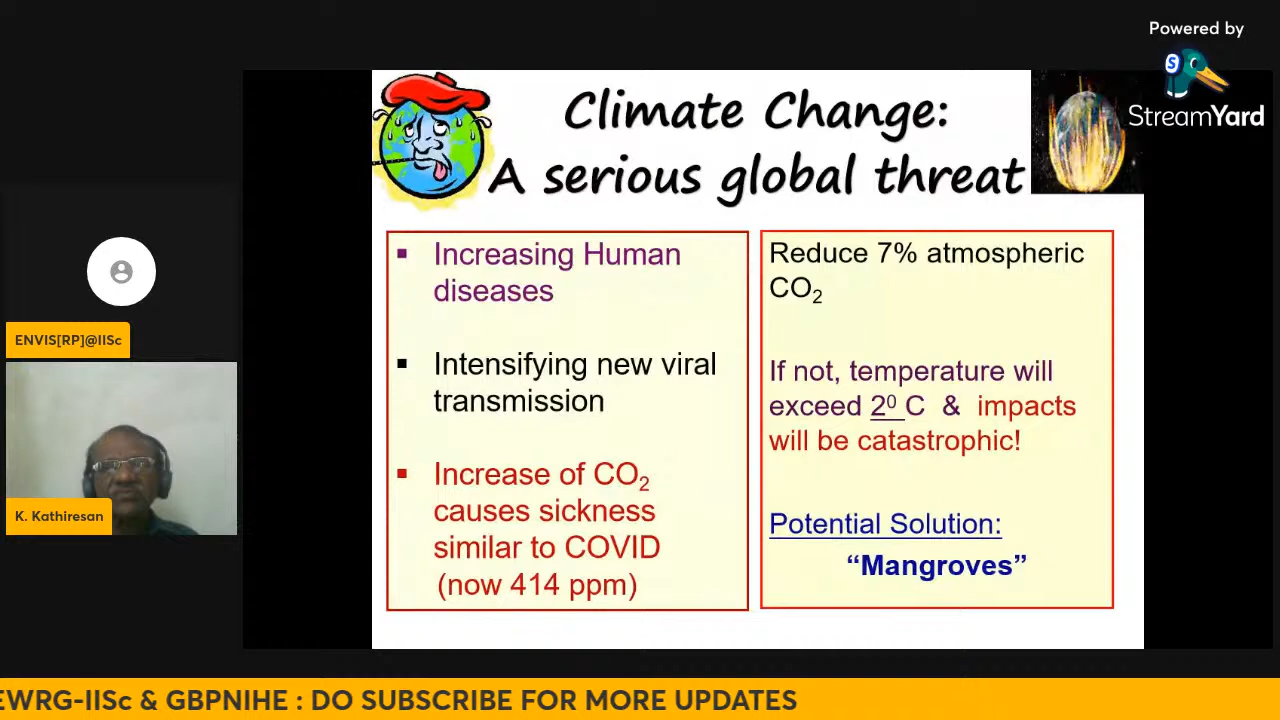 Powered by
S
StreamYard
Climate Change:
A serious global threat
▪ Increasing Human
diseases
▪ Intensifying new viral
transmission
▪ Increase of CO₂
causes sickness
similar to COVID
(now 414 ppm)
Reduce 7% atmospheric
CO₂
If not, temperature will
exceed 2⁰ C & impacts
will be catastrophic!
Potential Solution:
“Mangroves”
ENVIS[RP]@IISc
K. Kathiresan
EWRG-IISc & GBPNIHE : DO SUBSCRIBE FOR MORE UPDATES